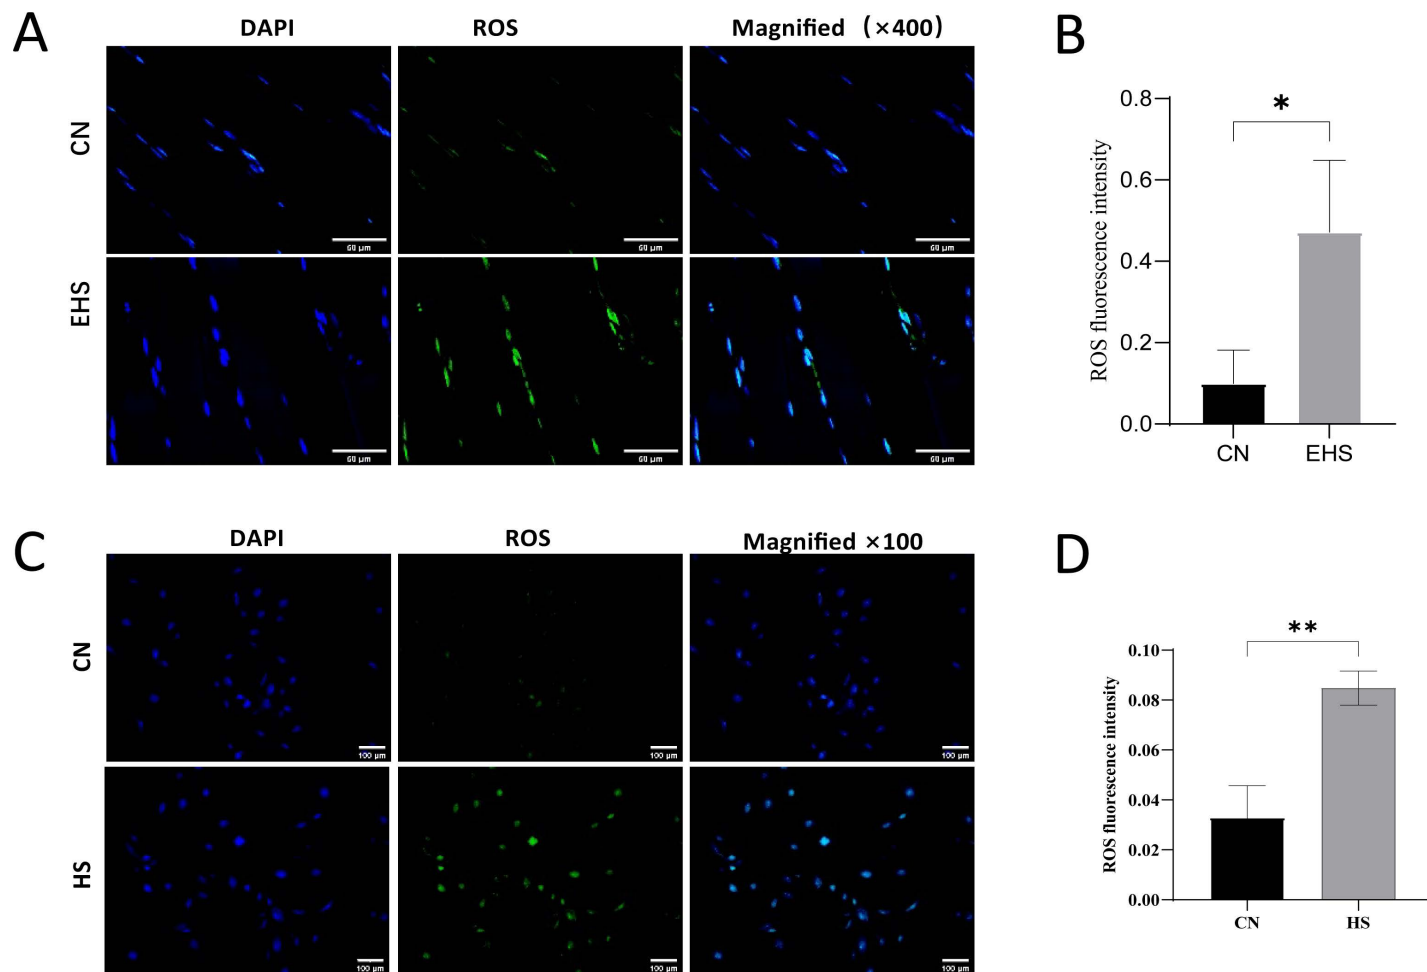 A
DAPI
ROS
Magnified (×400)
CN
60 μm
60 μm
60 μm
EHS
60 μm
60 μm
60 μm
B
*
ROS fluorescence intensity
0.8
0.6
0.4
0.2
0.0
CN
EHS
C
DAPI
ROS
Magnified ×100
CN
100 μm
100 μm
100 μm
HS
100 μm
100 μm
100 μm
D
**
ROS fluorescence intensity
0.10
0.08
0.06
0.04
0.02
0.00
CN
HS